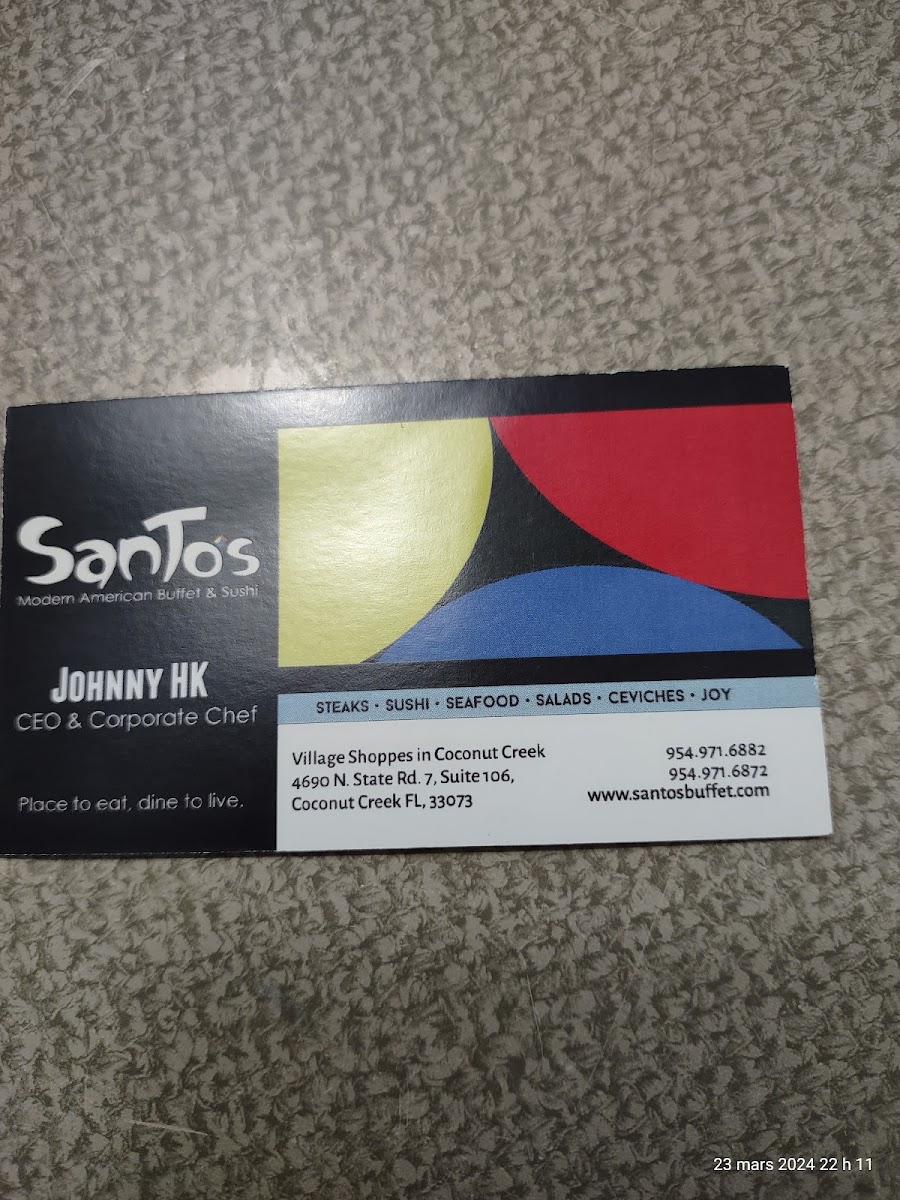 SanTo's
Modern American Buffet & Sushi
JOHNNY HK
CEO & Corporate Chef
Place to eat, dine to live.
STEAKS • SUSHI • SEAFOOD • SALADS • CEVICHES • JOY
Village Shoppes in Coconut Creek
4690 N. State Rd. 7, Suite 106,
Coconut Creek FL, 33073
954.971.6882
954.971.6872
www.santosbuffet.com
23 mars 2024 22 h 11